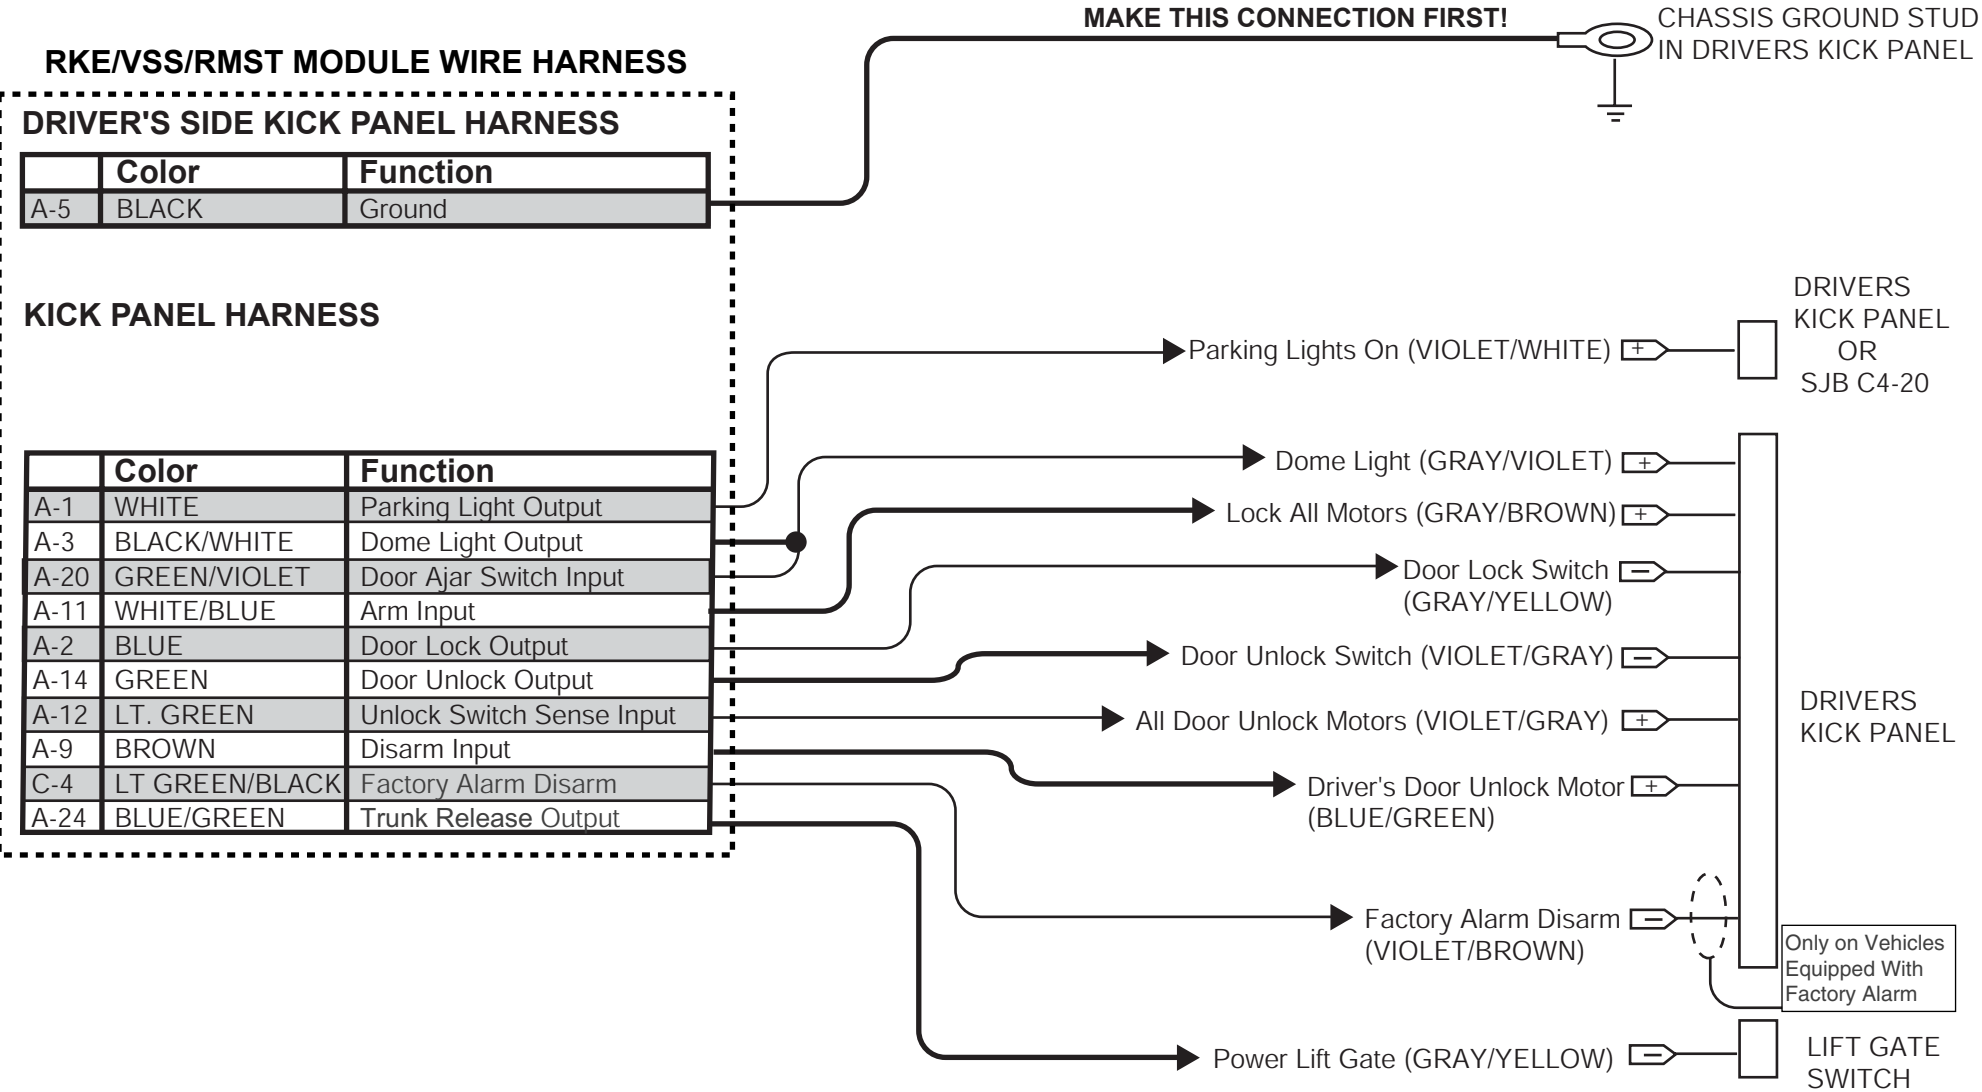 MAKE THIS CONNECTION FIRST!
CHASSIS GROUND STUD
IN DRIVERS KICK PANEL
RKE/VSS/RMST MODULE WIRE HARNESS
DRIVER'S SIDE KICK PANEL HARNESS
Color Function
A-5 BLACK Ground
KICK PANEL HARNESS
Color Function
A-1 WHITE Parking Light Output
A-3 BLACK/WHITE Dome Light Output
A-20 GREEN/VIOLET Door Ajar Switch Input
A-11 WHITE/BLUE Arm Input
A-2 BLUE Door Lock Output
A-14 GREEN Door Unlock Output
A-12 LT. GREEN Unlock Switch Sense Input
A-9 BROWN Disarm Input
C-4 LT GREEN/BLACK Factory Alarm Disarm
A-24 BLUE/GREEN Trunk Release Output
Parking Lights On (VIOLET/WHITE) +
DRIVERS
KICK PANEL
OR
SJB C4-20
Dome Light (GRAY/VIOLET) +
Lock All Motors (GRAY/BROWN) +
Door Lock Switch −
(GRAY/YELLOW)
Door Unlock Switch (VIOLET/GRAY) −
All Door Unlock Motors (VIOLET/GRAY) +
Driver's Door Unlock Motor +
(BLUE/GREEN)
Factory Alarm Disarm −
(VIOLET/BROWN)
DRIVERS
KICK PANEL
Only on Vehicles
Equipped With
Factory Alarm
Power Lift Gate (GRAY/YELLOW) −
LIFT GATE
SWITCH